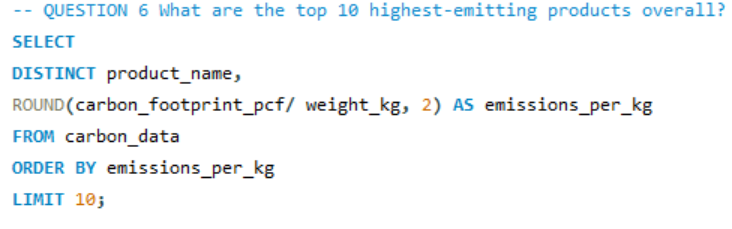 -- QUESTION 6 What are the top 10 highest-emitting products overall?
SELECT
DISTINCT product_name,
ROUND(carbon_footprint_pcf/ weight_kg, 2) AS emissions_per_kg
FROM carbon_data
ORDER BY emissions_per_kg
LIMIT 10;